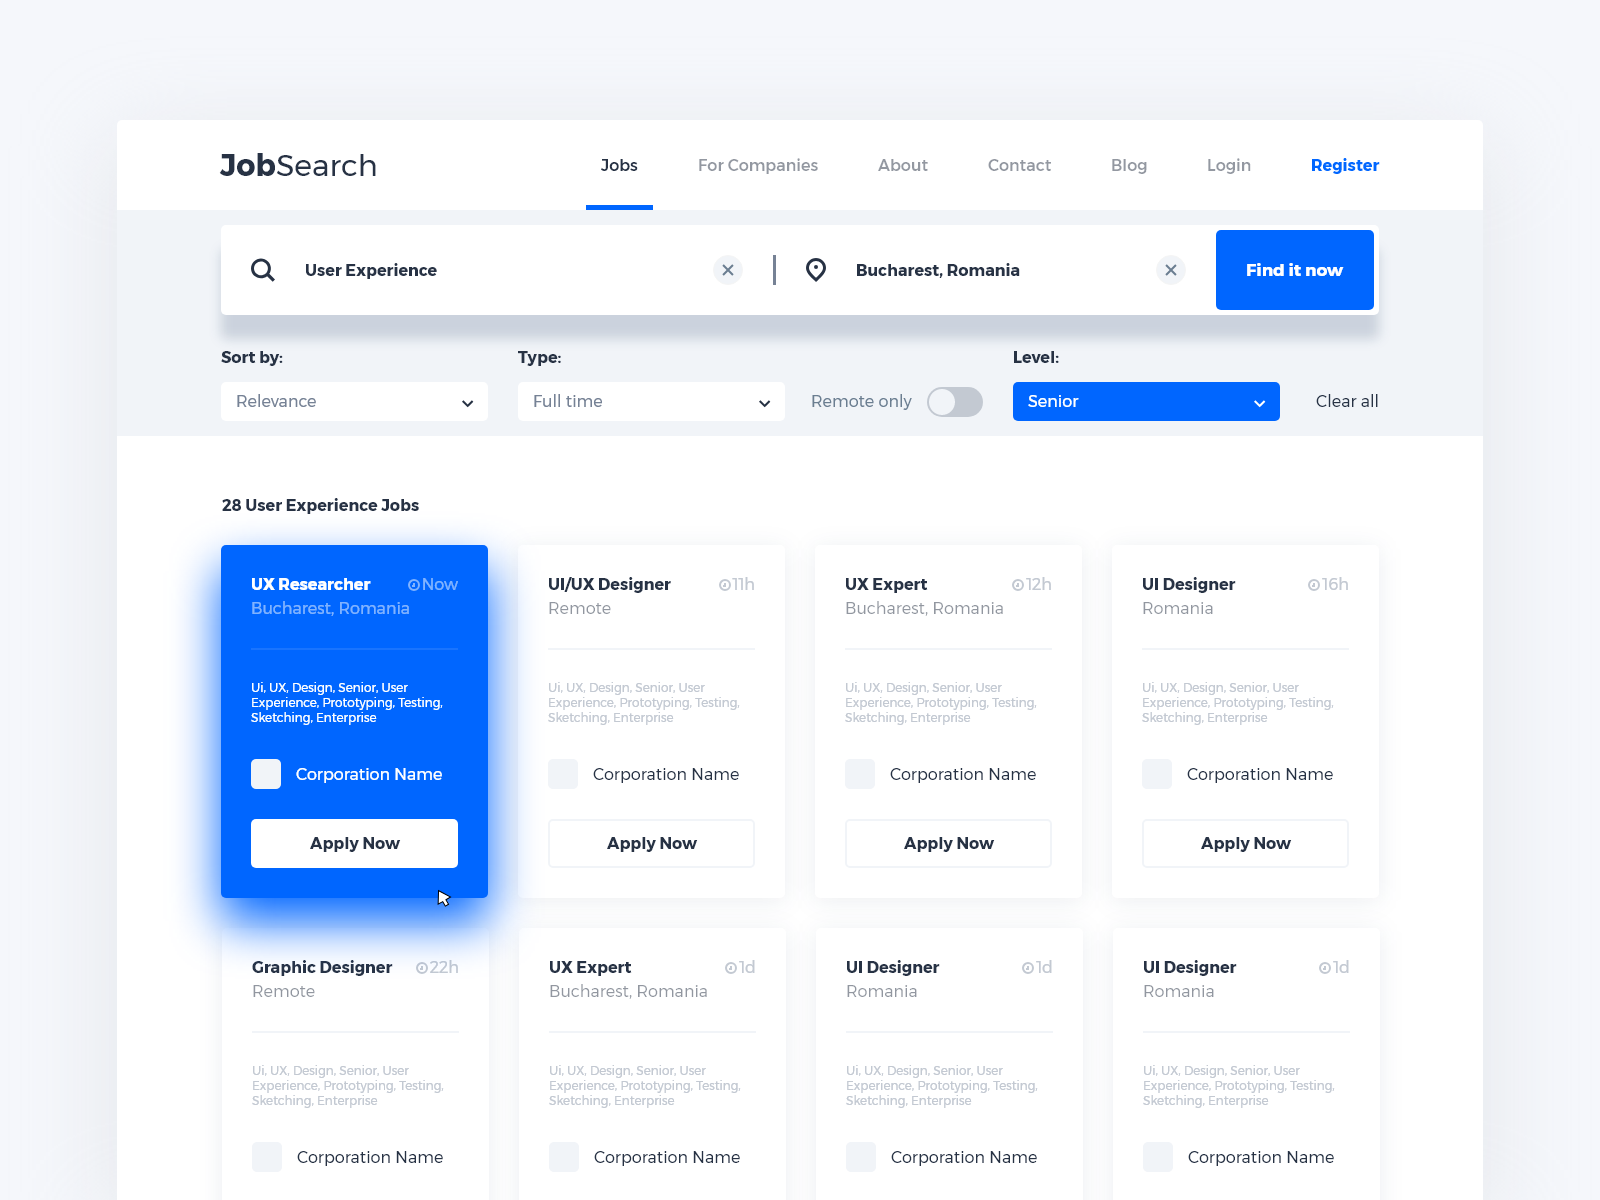 JobSearch
Jobs
For Companies
About
Contact
Blog
Login
Register
User Experience
Bucharest, Romania
Find it now
Sort by:
Type:
Level:
Relevance
Full time
Remote only
Senior
Clear all
28 User Experience Jobs
UX Researcher
Now
Bucharest, Romania
Ui, UX, Design, Senior, User
Experience, Prototyping, Testing,
Sketching, Enterprise
Corporation Name
Apply Now
UI/UX Designer
11h
Remote
Ui, UX, Design, Senior, User
Experience, Prototyping, Testing,
Sketching, Enterprise
Corporation Name
Apply Now
UX Expert
12h
Bucharest, Romania
Ui, UX, Design, Senior, User
Experience, Prototyping, Testing,
Sketching, Enterprise
Corporation Name
Apply Now
UI Designer
16h
Romania
Ui, UX, Design, Senior, User
Experience, Prototyping, Testing,
Sketching, Enterprise
Corporation Name
Apply Now
Graphic Designer
22h
Remote
Ui, UX, Design, Senior, User
Experience, Prototyping, Testing,
Sketching, Enterprise
Corporation Name
UX Expert
1d
Bucharest, Romania
Ui, UX, Design, Senior, User
Experience, Prototyping, Testing,
Sketching, Enterprise
Corporation Name
UI Designer
1d
Romania
Ui, UX, Design, Senior, User
Experience, Prototyping, Testing,
Sketching, Enterprise
Corporation Name
UI Designer
1d
Romania
Ui, UX, Design, Senior, User
Experience, Prototyping, Testing,
Sketching, Enterprise
Corporation Name